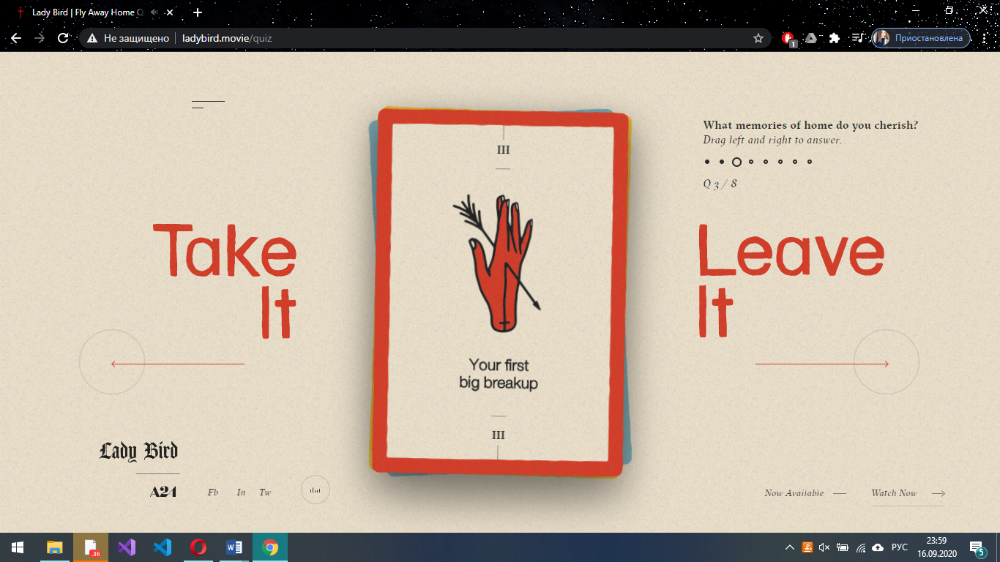 Lady Bird | Fly Away Home Q
Не защищено
ladybird.movie/quiz
1
Приостановлена
What memories of home do you cherish?
Drag left and right to answer.
Q 3 / 8
Take
It
III
Your first
big breakup
III
Leave
It
Lady Bird
A24
Fb
In
Tw
Now Available
Watch Now
36
РУС
23:59
16.09.2020
5